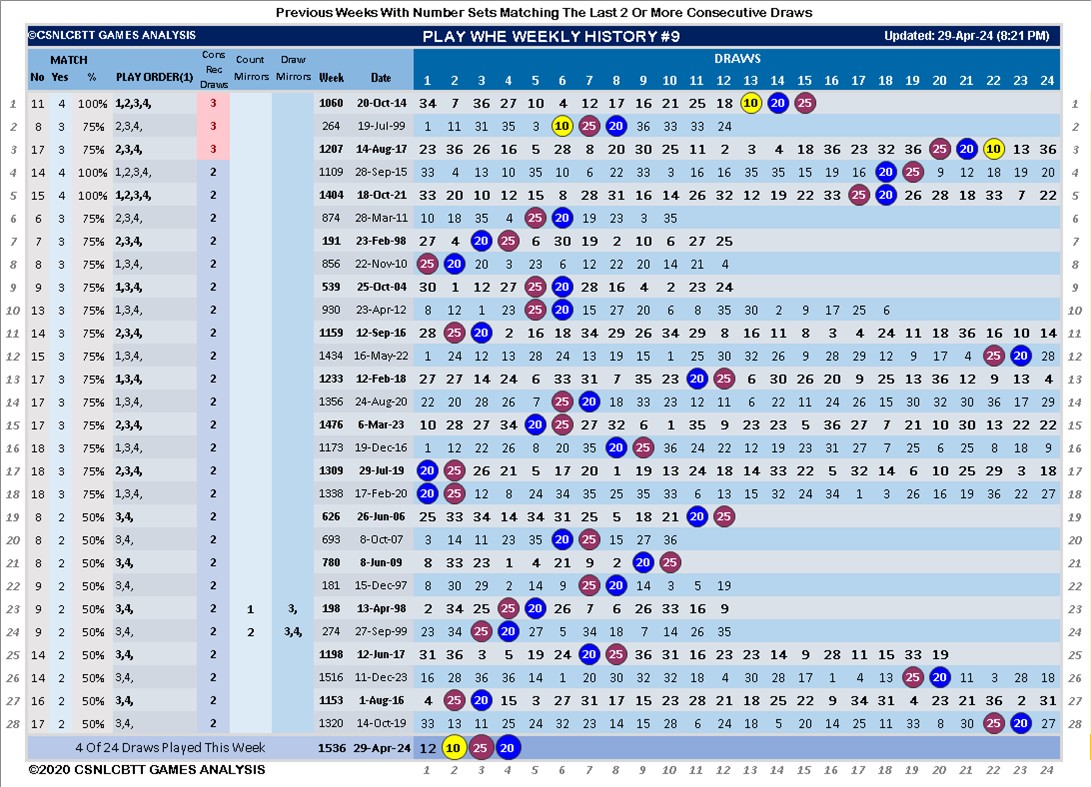 Previous Weeks With Number Sets Matching The Last 2 Or More Consecutive Draws
©CSNLCBTT GAMES ANALYSIS PLAY WHE WEEKLY HISTORY #9 Updated: 29-Apr-24 (8:21 PM)
MATCH Cons Rec Draws Count Mirrors Draw Mirrors DRAWS
No Yes % PLAY ORDER(1) Week Date 1 2 3 4 5 6 7 8 9 10 11 12 13 14 15 16 17 18 19 20 21 22 23 24
1 11 4 100% 1,2,3,4, 3 1060 20-Oct-14 34 7 36 27 10 4 12 17 16 21 25 18 10 20 25 1
2 8 3 75% 2,3,4, 3 264 19-Jul-99 1 11 31 35 3 10 25 20 36 33 33 24 2
3 17 3 75% 2,3,4, 3 1207 14-Aug-17 23 36 26 16 5 28 8 20 30 25 11 2 3 4 18 36 23 32 36 25 20 10 13 36 3
4 14 4 100% 1,2,3,4, 2 1109 28-Sep-15 33 4 13 10 35 10 6 22 33 3 16 16 35 35 15 19 16 20 25 9 12 18 19 20 4
5 15 4 100% 1,2,3,4, 2 1404 18-Oct-21 33 20 10 12 15 8 28 31 16 14 26 32 12 19 22 33 25 20 26 28 18 33 7 22 5
6 6 3 75% 2,3,4, 2 874 28-Mar-11 10 18 35 4 25 20 19 23 3 35 6
7 7 3 75% 2,3,4, 2 191 23-Feb-98 27 4 20 25 6 30 19 2 10 6 27 25 7
8 8 3 75% 1,3,4, 2 856 22-Nov-10 25 20 20 3 23 6 12 22 20 14 21 4 8
9 9 3 75% 1,3,4, 2 539 25-Oct-04 30 1 12 27 25 20 28 16 4 2 23 24 9
10 13 3 75% 1,3,4, 2 930 23-Apr-12 8 12 1 23 25 20 15 27 20 6 8 35 30 2 9 17 25 6 10
11 14 3 75% 2,3,4, 2 1159 12-Sep-16 28 25 20 2 16 18 34 29 26 34 29 8 16 11 8 3 4 24 11 18 36 16 10 14 11
12 15 3 75% 1,3,4, 2 1434 16-May-22 1 24 12 13 28 24 13 19 15 1 25 30 32 26 9 28 29 12 9 17 4 25 20 28 12
13 17 3 75% 1,3,4, 2 1233 12-Feb-18 27 27 14 24 6 33 31 7 35 23 20 25 6 30 26 20 9 25 13 36 12 9 13 4 13
14 17 3 75% 1,3,4, 2 1356 24-Aug-20 22 20 28 26 7 25 20 18 33 23 12 11 6 22 11 24 26 15 30 32 30 36 17 29 14
15 17 3 75% 2,3,4, 2 1476 6-Mar-23 10 28 27 34 20 25 27 32 6 1 35 9 23 23 5 36 27 7 21 10 30 13 22 22 15
16 18 3 75% 1,3,4, 2 1173 19-Dec-16 1 12 22 26 8 20 35 20 25 36 24 22 12 19 23 31 27 7 6 25 8 18 9 16
17 18 3 75% 2,3,4, 2 1309 29-Jul-19 20 25 26 21 5 17 20 1 19 13 24 18 14 33 22 5 32 14 6 10 25 29 3 18 17
18 18 3 75% 1,3,4, 2 1338 17-Feb-20 20 25 12 8 24 34 35 25 35 33 6 13 15 32 24 34 1 3 26 16 19 36 22 27 18
19 8 2 50% 3,4, 2 626 26-Jun-06 25 33 34 14 34 31 25 5 18 21 20 25 19
20 8 2 50% 3,4, 2 693 8-Oct-07 3 14 11 23 35 20 25 15 27 36 20
21 8 2 50% 3,4, 2 780 8-Jun-09 8 33 23 1 4 21 9 2 20 25 21
22 9 2 50% 3,4, 2 181 15-Dec-97 8 30 29 2 14 9 25 20 14 3 5 19 22
23 9 2 50% 3,4, 2 1 3, 198 13-Apr-98 2 34 25 25 20 26 7 6 26 33 16 9 23
24 9 2 50% 3,4, 2 2 3,4, 274 27-Sep-99 23 34 25 20 27 5 34 18 7 14 26 35 24
25 14 2 50% 3,4, 2 1198 12-Jun-17 31 36 3 5 19 24 20 25 36 31 16 23 23 14 9 28 11 15 33 19 25
26 14 2 50% 3,4, 2 1516 11-Dec-23 16 28 36 36 14 1 20 30 32 32 18 14 4 30 28 17 1 4 13 25 20 11 3 28 18 26
27 16 2 50% 3,4, 2 1153 1-Aug-16 4 25 20 15 3 27 31 17 15 23 28 21 18 25 22 9 34 31 4 23 21 36 2 31 27
28 17 2 50% 3,4, 2 1320 14-Oct-19 33 13 11 25 24 32 23 14 15 28 6 24 18 5 20 14 25 11 33 8 30 25 20 27 28
4 Of 24 Draws Played This Week 1536 29-Apr-24 12 10 25 20
©2020 CSNLCBTT GAMES ANALYSIS 1 2 3 4 5 6 7 8 9 10 11 12 13 14 15 16 17 18 19 20 21 22 23 24